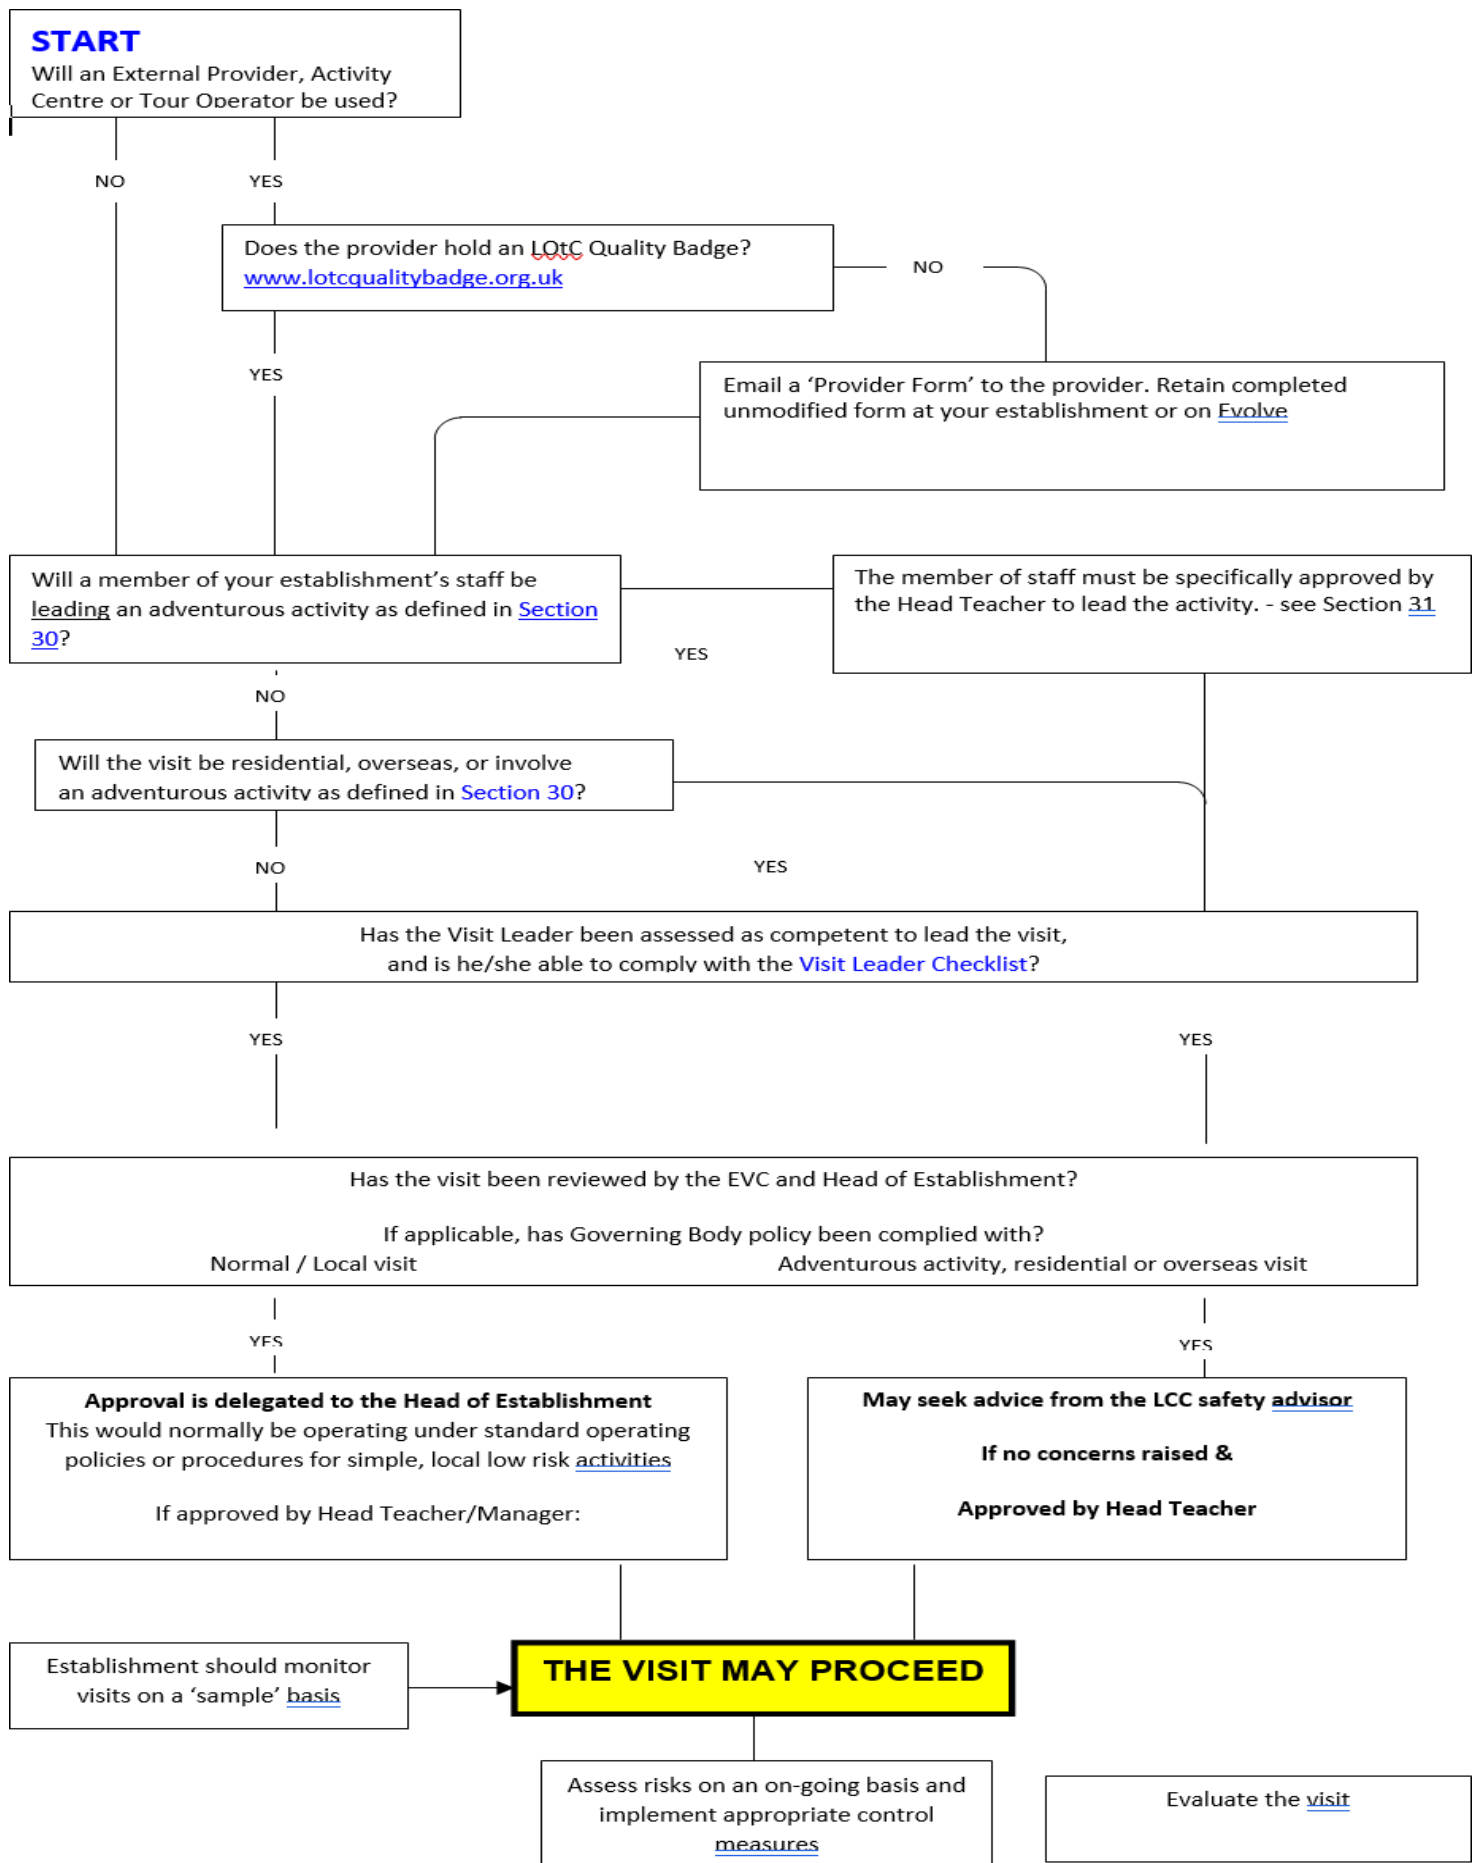 START
Will an External Provider, Activity
Centre or Tour Operator be used?
NO
YES
Does the provider hold an LOtC Quality Badge?
www.lotcqualitybadge.org.uk
NO
YES
Email a ‘Provider Form’ to the provider. Retain completed
unmodified form at your establishment or on Evolve
Will a member of your establishment’s staff be
leading an adventurous activity as defined in Section
30?
The member of staff must be specifically approved by
the Head Teacher to lead the activity. - see Section 31
YES
NO
Will the visit be residential, overseas, or involve
an adventurous activity as defined in Section 30?
NO
YES
Has the Visit Leader been assessed as competent to lead the visit,
and is he/she able to comply with the Visit Leader Checklist?
YES
YES
Has the visit been reviewed by the EVC and Head of Establishment?
If applicable, has Governing Body policy been complied with?
Normal / Local visit
Adventurous activity, residential or overseas visit
YES
YES
Approval is delegated to the Head of Establishment
This would normally be operating under standard operating
policies or procedures for simple, local low risk activities
If approved by Head Teacher/Manager:
May seek advice from the LCC safety advisor
If no concerns raised &
Approved by Head Teacher
Establishment should monitor
visits on a ‘sample’ basis
THE VISIT MAY PROCEED
Assess risks on an on-going basis and
implement appropriate control
measures
Evaluate the visit